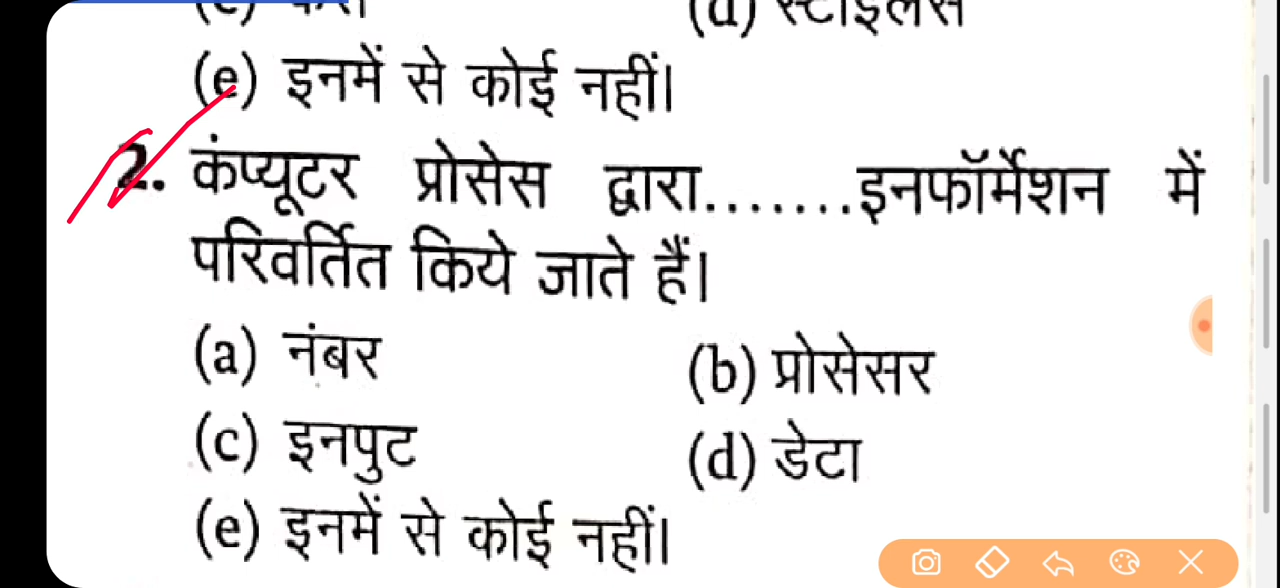 (e) इनमें से कोई नहीं।
2. कंप्यूटर प्रोसेस द्वारा.......इनफॉर्मेशन में
परिवर्तित किये जाते हैं।
(a) नंबर (b) प्रोसेसर
(c) इनपुट (d) डेटा
(e) इनमें से कोई नहीं।